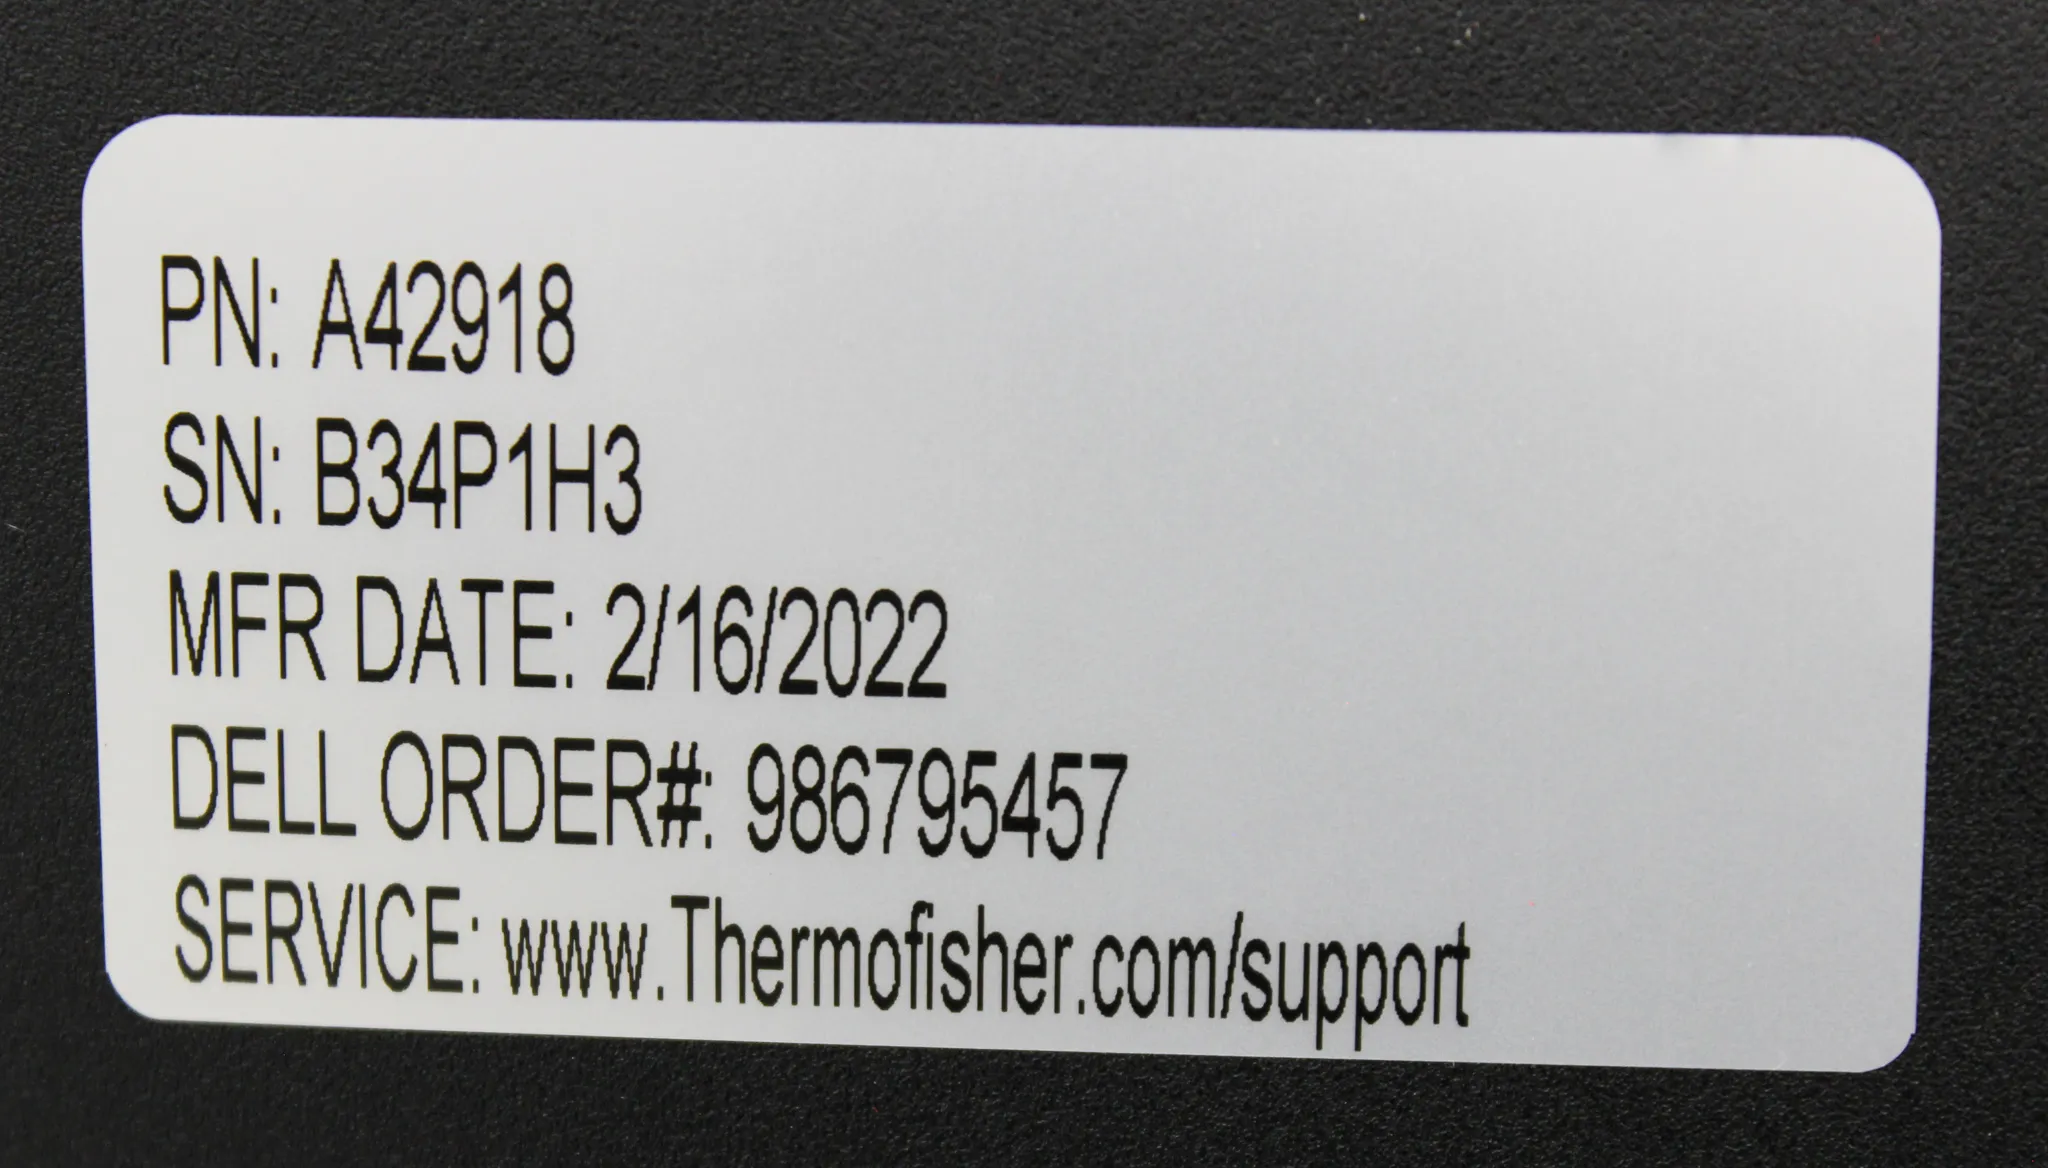 PN: A42918
SN: B34P1H3
MFR DATE: 2/16/2022
DELL ORDER#: 986795457
SERVICE: www.Thermofisher.com/support